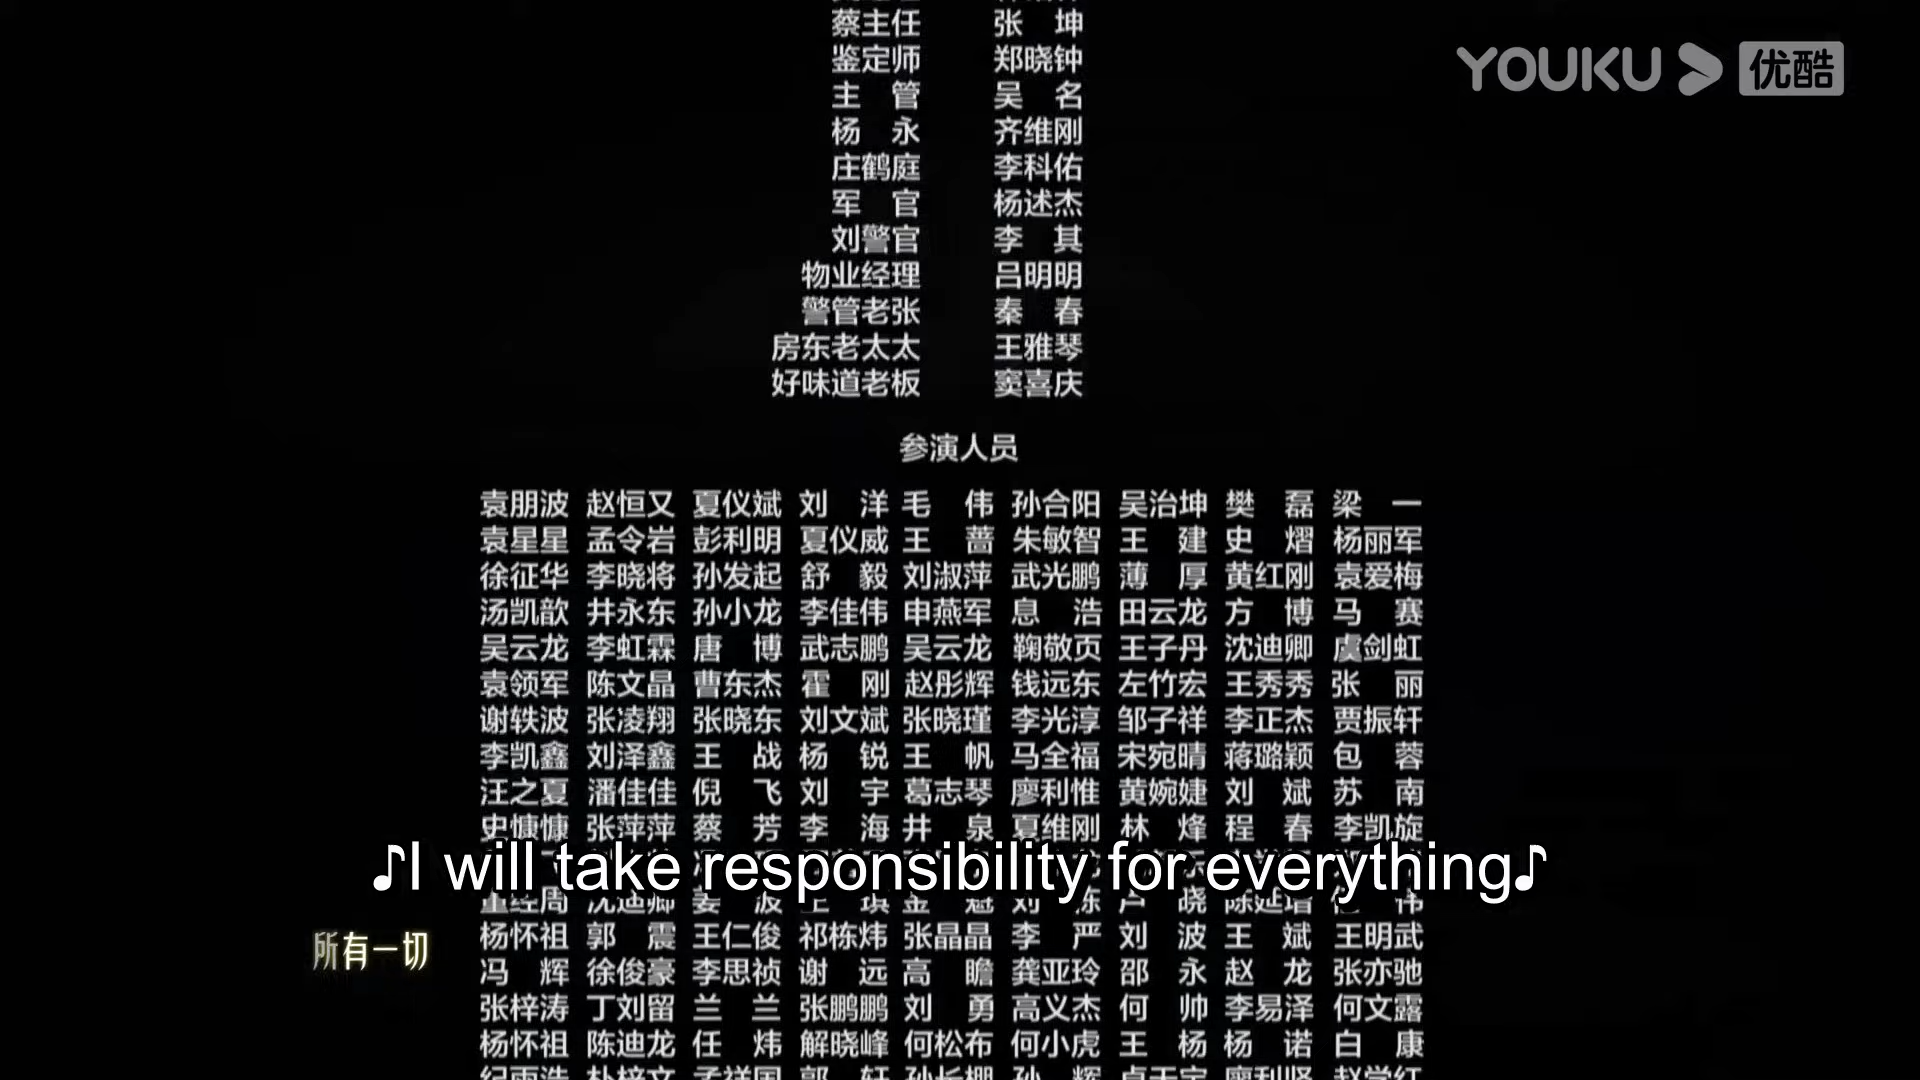 蔡主任 张 坤
YOUKU 优酷
鉴定师 郑晓钟
主 管 吴 名
杨 永 齐维刚
庄鹤庭 李科佑
军 官 杨述杰
刘警官 李 其
物业经理 吕明明
警管老张 秦 春
房东老太太 王雅琴
好味道老板 窦喜庆
参演人员
袁朋波 赵恒又 夏仪斌 刘 洋 毛 伟 孙合阳 吴治坤 樊 磊 梁 一
袁星星 孟令岩 彭利明 夏仪威 王 蔷 朱敏智 王 建 史 熠 杨丽军
徐征华 李晓将 孙发起 舒 毅 刘淑萍 武光鹏 薄 厚 黄红刚 袁爱梅
汤凯歆 井永东 孙小龙 李佳伟 申燕军 息 浩 田云龙 方 博 马 赛
吴云龙 李虹霖 唐 博 武志鹏 吴云龙 鞠敬页 王子丹 沈迪卿 虞剑虹
袁领军 陈文晶 曹东杰 霍 刚 赵彤辉 钱远东 左竹宏 王秀秀 张 丽
谢轶波 张凌翔 张晓东 刘文斌 张晓瑾 李光淳 邹子祥 李正杰 贾振轩
李凯鑫 刘泽鑫 王 战 杨 锐 王 帆 马全福 宋宛晴 蒋璐颖 包 蓉
汪之夏 潘佳佳 倪 飞 刘 宇 葛志琴 廖利惟 黄婉婕 刘 斌 苏 南
史慷慷 张萍萍 蔡 芳 李 海 井 泉 夏维刚 林 烽 程 春 李凯旋
♪I will take responsibility for everything♪
杨怀祖 郭 震 王仁俊 祁栋炜 张晶晶 李 严 刘 波 王 斌 王明武
所有一切
冯 辉 徐俊豪 李思祯 谢 远 高 瞻 龚亚玲 邵 永 赵 龙 张亦驰
张梓涛 丁刘留 兰 兰 张鹏鹏 刘 勇 高义杰 何 帅 李易泽 何文露
杨怀祖 陈迪龙 任 炜 解晓峰 何松布 何小虎 王 杨 杨 诺 白 康